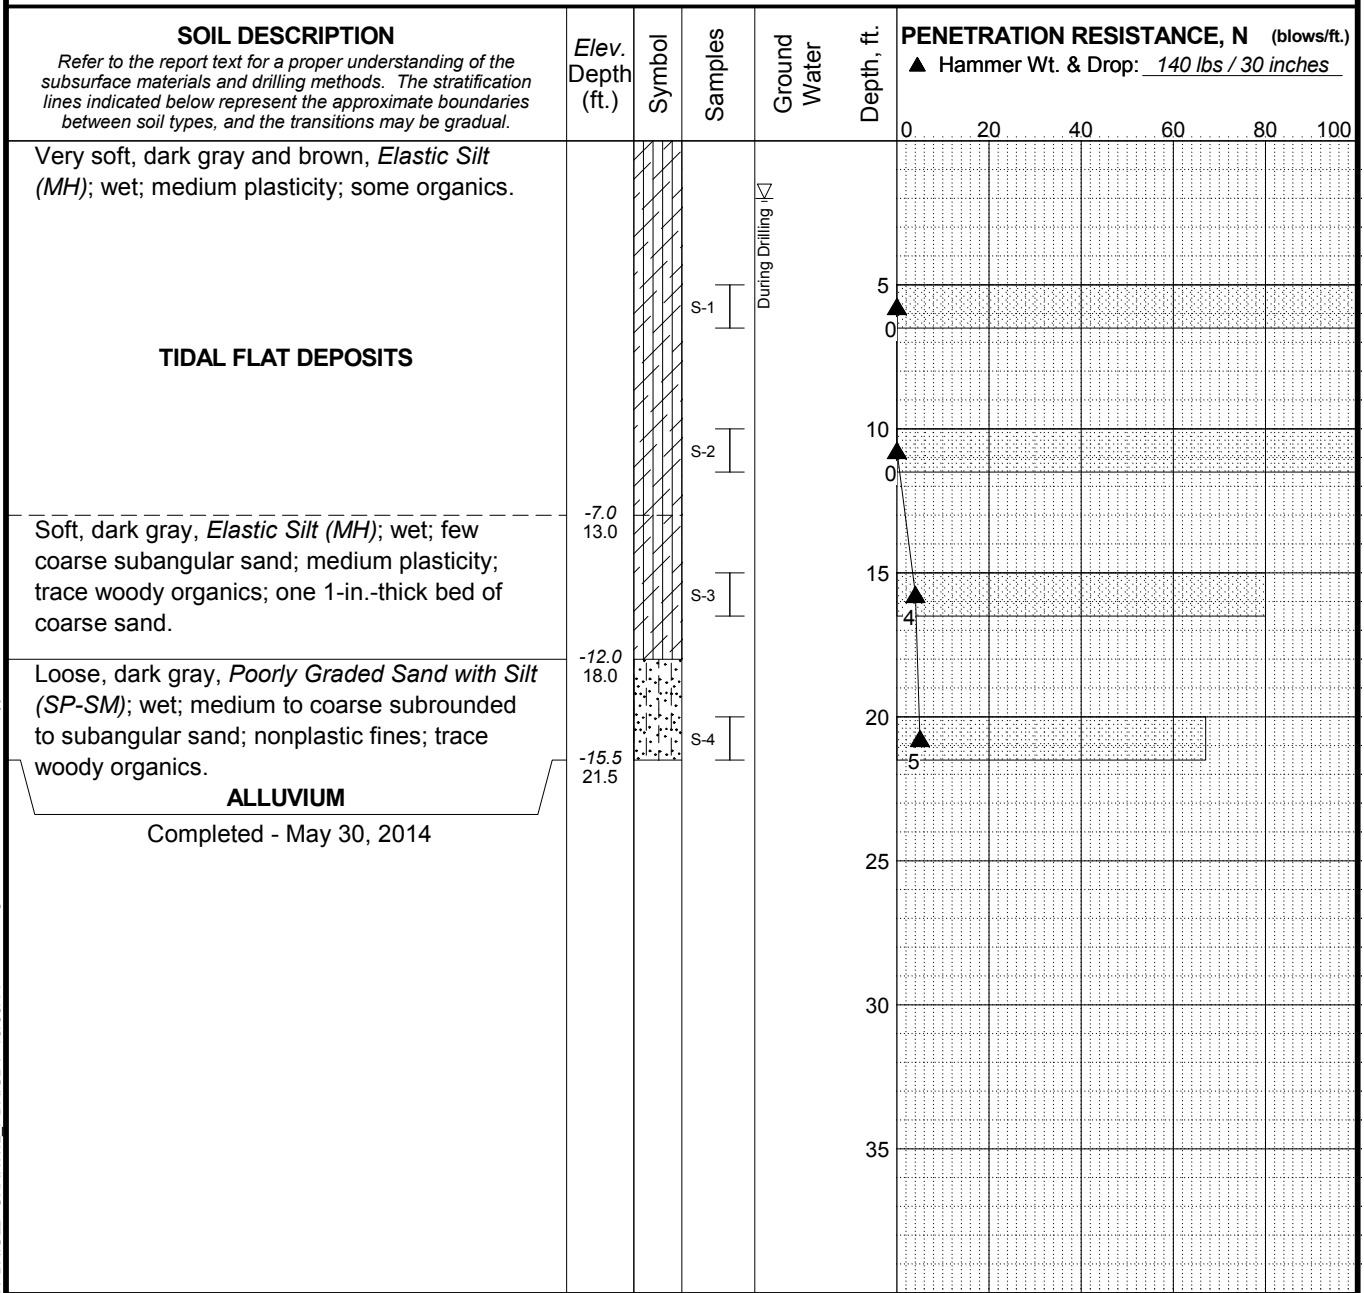 SOIL DESCRIPTION
Refer to the report text for a proper understanding of the
subsurface materials and drilling methods. The stratification
lines indicated below represent the approximate boundaries
between soil types, and the transitions may be gradual.
Elev.
Depth
(ft.)
Symbol
Samples
Ground
Water
Depth, ft.
PENETRATION RESISTANCE, N (blows/ft.)
▲ Hammer Wt. & Drop: 140 lbs / 30 inches
0 20 40 60 80 100
Very soft, dark gray and brown, Elastic Silt
(MH); wet; medium plasticity; some organics.
During Drilling
5
S-1
0
TIDAL FLAT DEPOSITS
10
S-2
0
-7.0
13.0
Soft, dark gray, Elastic Silt (MH); wet; few
coarse subangular sand; medium plasticity;
trace woody organics; one 1-in.-thick bed of
coarse sand.
15
S-3
4
-12.0
18.0
Loose, dark gray, Poorly Graded Sand with Silt
(SP-SM); wet; medium to coarse subrounded
to subangular sand; nonplastic fines; trace
woody organics.
20
S-4
5
-15.5
21.5
ALLUVIUM
Completed - May 30, 2014
25
30
35